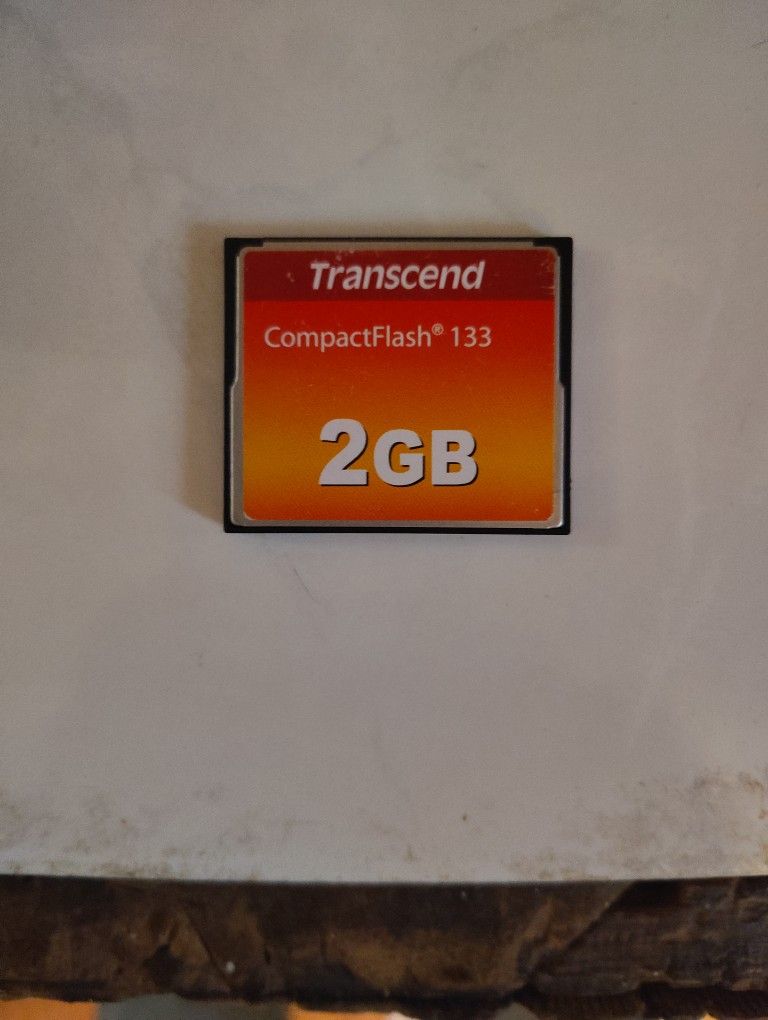 Transcend
CompactFlash® 133
2GB